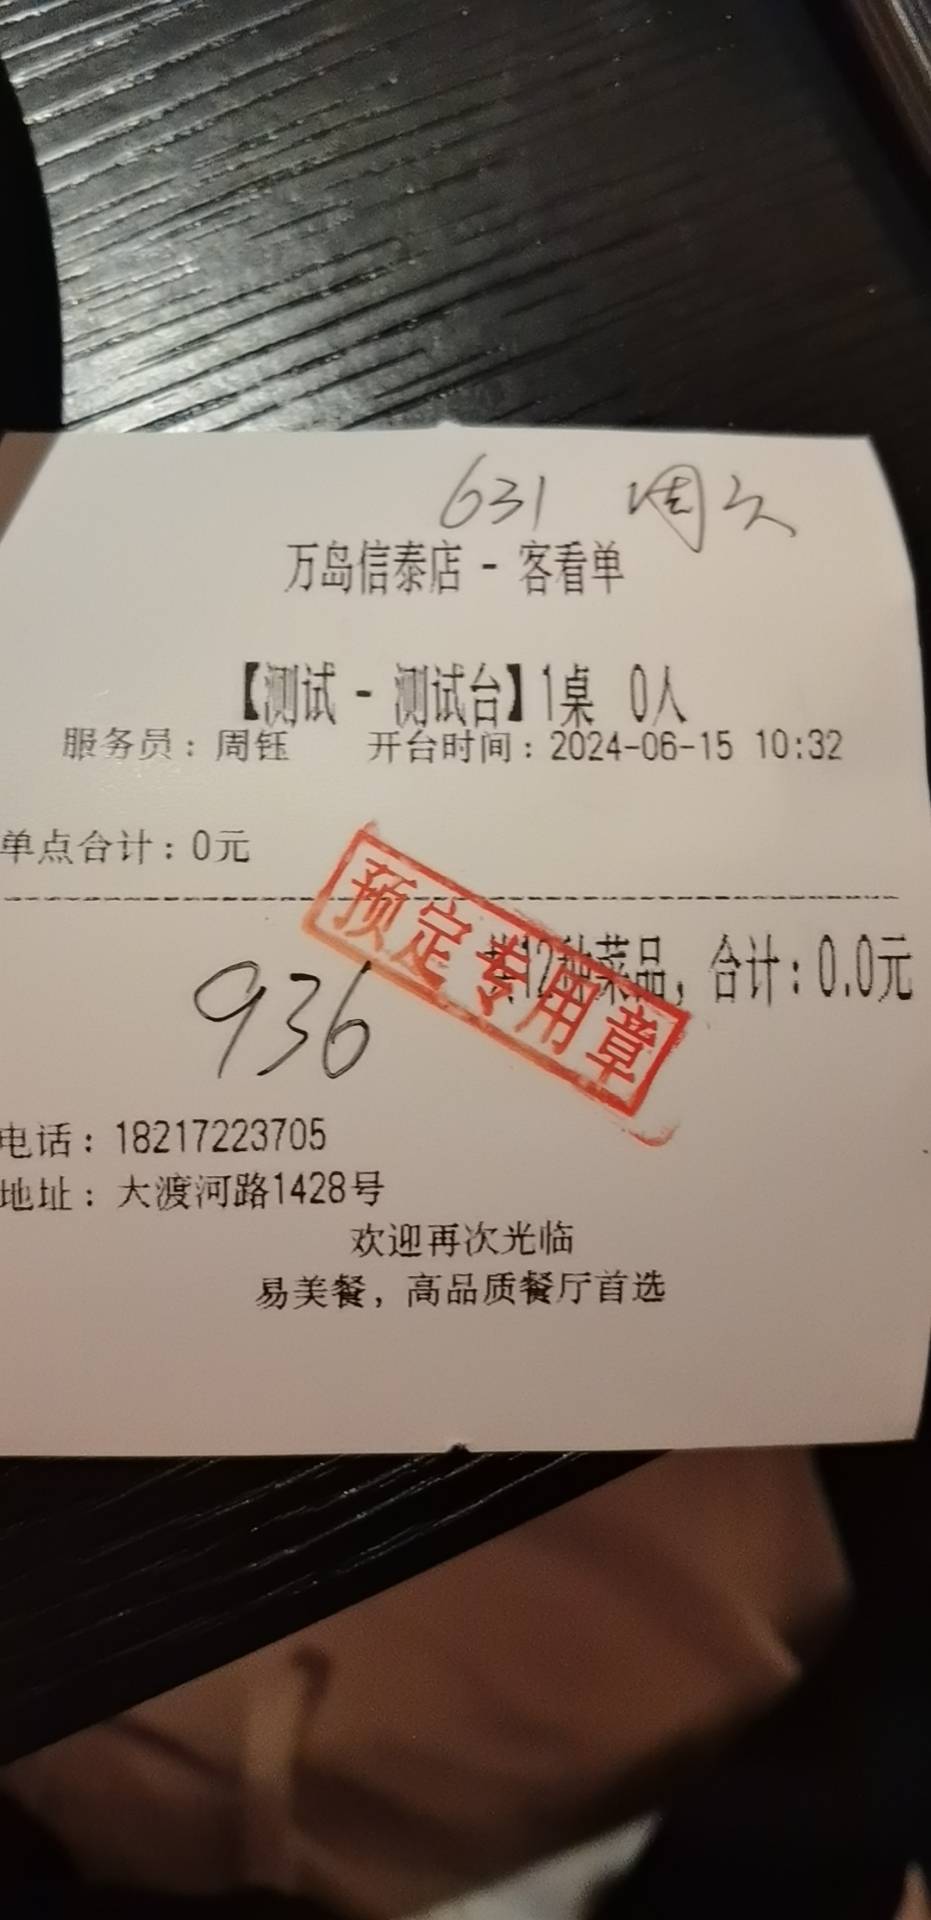 631 周
万岛信泰店 - 客看单
【测试 - 测试台】1桌 0人
服务员：周钰 开台时间：2024-06-15 10:32
单点合计：0元
预定专用章
共12种菜品，合计：0.0元
936
电话：18217223705
地址：大渡河路1428号
欢迎再次光临
易美餐，高品质餐厅首选